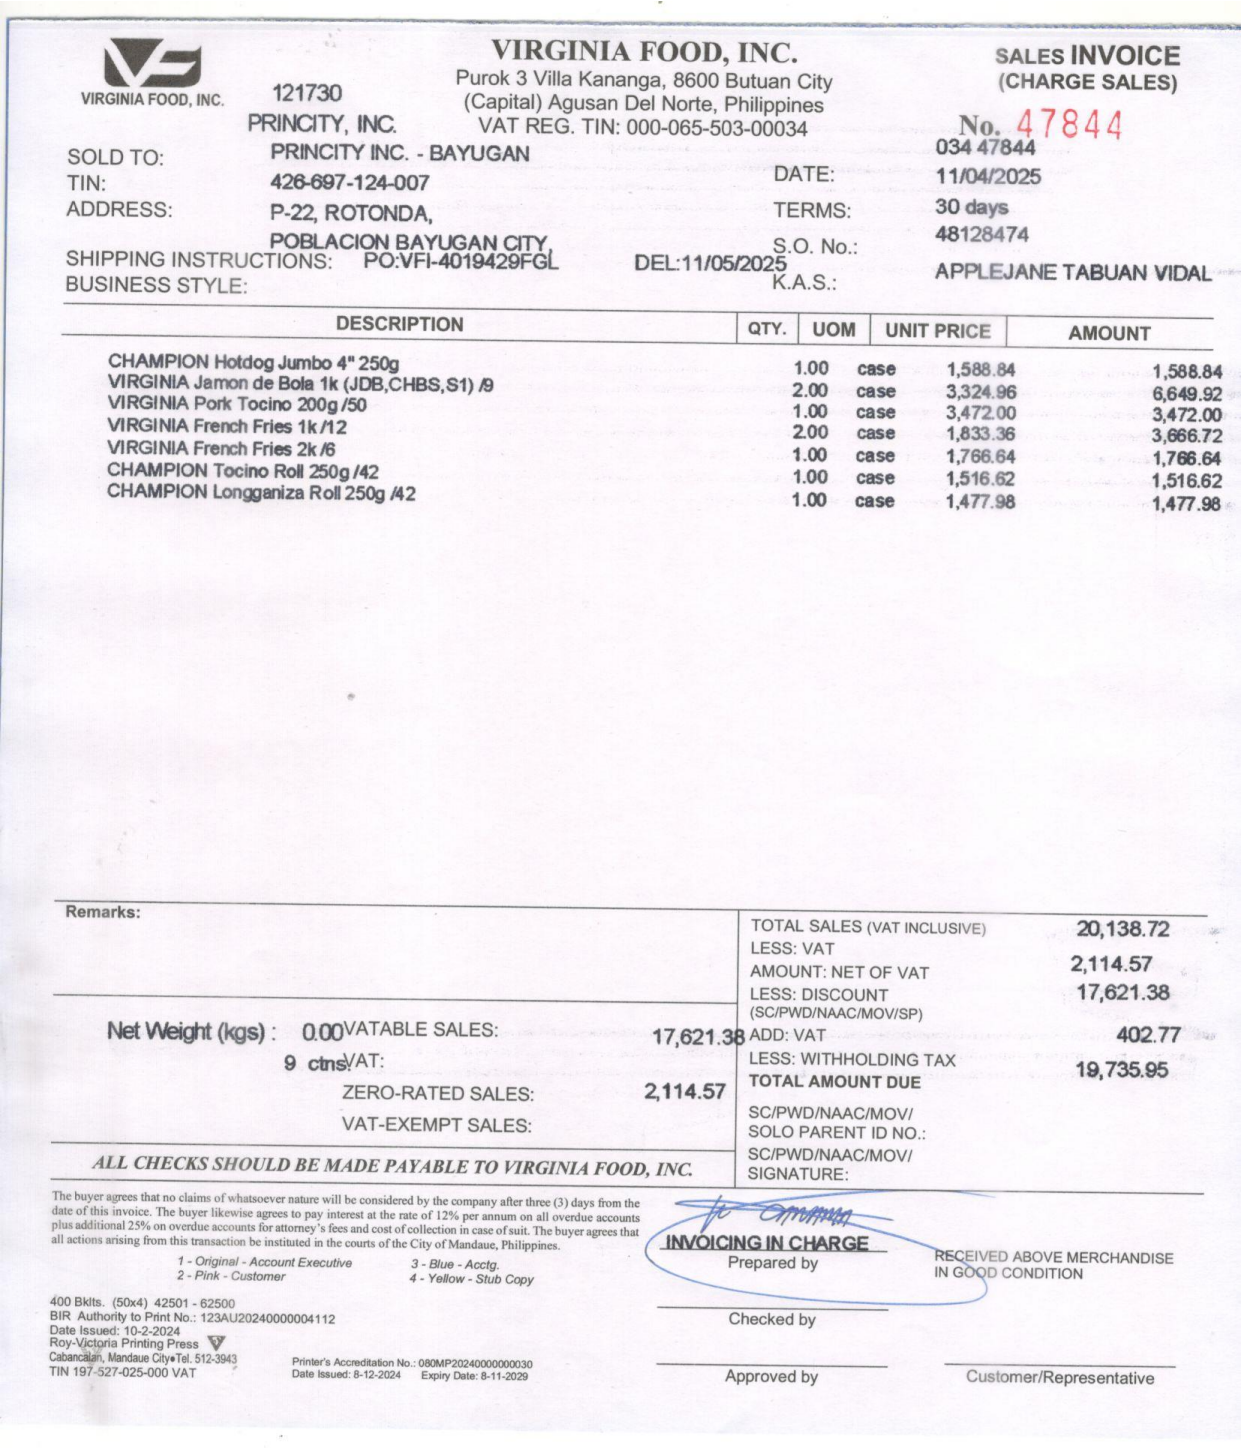 VIRGINIA FOOD, INC.
VIRGINIA FOOD, INC.
Purok 3 Villa Kananga, 8600 Butuan City
(Capital) Agusan Del Norte, Philippines
VAT REG. TIN: 000-065-503-00034
SALES INVOICE
(CHARGE SALES)
No. 47844
034 47844
121730
PRINCITY, INC.
SOLD TO: PRINCITY INC. - BAYUGAN
TIN: 426-697-124-007
ADDRESS: P-22, ROTONDA,
POBLACION BAYUGAN CITY,
SHIPPING INSTRUCTIONS: PO:VFI-4019429FGL DEL:11/05/2025
BUSINESS STYLE:
DATE: 11/04/2025
TERMS: 30 days
S.O. No.: 48128474
K.A.S.: APPLEJANE TABUAN VIDAL
DESCRIPTION QTY. UOM UNIT PRICE AMOUNT
CHAMPION Hotdog Jumbo 4" 250g 1.00 case 1,588.84 1,588.84
VIRGINIA Jamon de Bola 1k (JDB,CHBS,S1) /9 2.00 case 3,324.96 6,649.92
VIRGINIA Pork Tocino 200g /50 1.00 case 3,472.00 3,472.00
VIRGINIA French Fries 1k /12 2.00 case 1,833.36 3,666.72
VIRGINIA French Fries 2k /6 1.00 case 1,766.64 1,766.64
CHAMPION Tocino Roll 250g /42 1.00 case 1,516.62 1,516.62
CHAMPION Longganiza Roll 250g /42 1.00 case 1,477.98 1,477.98
Remarks:
Net Weight (kgs) : 0.00
9 ctns
VATABLE SALES: 17,621.38
VAT:
ZERO-RATED SALES: 2,114.57
VAT-EXEMPT SALES:
TOTAL SALES (VAT INCLUSIVE) 20,138.72
LESS: VAT
AMOUNT: NET OF VAT 2,114.57
LESS: DISCOUNT 17,621.38
(SC/PWD/NAAC/MOV/SP)
ADD: VAT 402.77
LESS: WITHHOLDING TAX
TOTAL AMOUNT DUE 19,735.95
SC/PWD/NAAC/MOV/
SOLO PARENT ID NO.:
SC/PWD/NAAC/MOV/
SIGNATURE:
ALL CHECKS SHOULD BE MADE PAYABLE TO VIRGINIA FOOD, INC.
The buyer agrees that no claims of whatsoever nature will be considered by the company after three (3) days from the
date of this invoice. The buyer likewise agrees to pay interest at the rate of 12% per annum on all overdue accounts
plus additional 25% on overdue accounts for attorney's fees and cost of collection in case of suit. The buyer agrees that
all actions arising from this transaction be instituted in the courts of the City of Mandaue, Philippines.
1 - Original - Account Executive 3 - Blue - Acctg.
2 - Pink - Customer 4 - Yellow - Stub Copy
400 Bklts. (50x4) 42501 - 62500
BIR Authority to Print No.: 123AU20240000004112
Date Issued: 10-2-2024
Roy-Victoria Printing Press
Cabancalan, Mandaue City•Tel. 512-3943
TIN 197-527-025-000 VAT
Printer's Accreditation No.: 080MP20240000000030
Date Issued: 8-12-2024 Expiry Date: 8-11-2029
INVOICING IN CHARGE
Prepared by
RECEIVED ABOVE MERCHANDISE
IN GOOD CONDITION
Checked by
Approved by
Customer/Representative